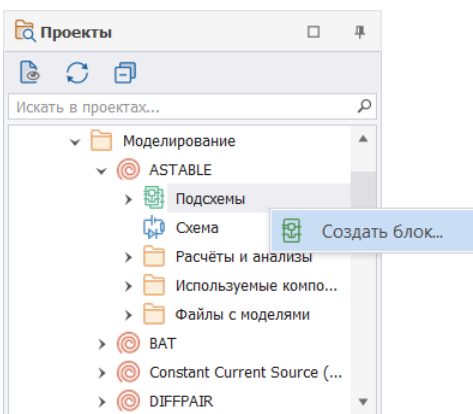 Проекты
Искать в проектах...
Моделирование
ASTABLE
Подсхемы
Создать блок...
Схема
Расчёты и анализы
Используемые компо...
Файлы с моделями
BAT
Constant Current Source (...
DIFFPAIR